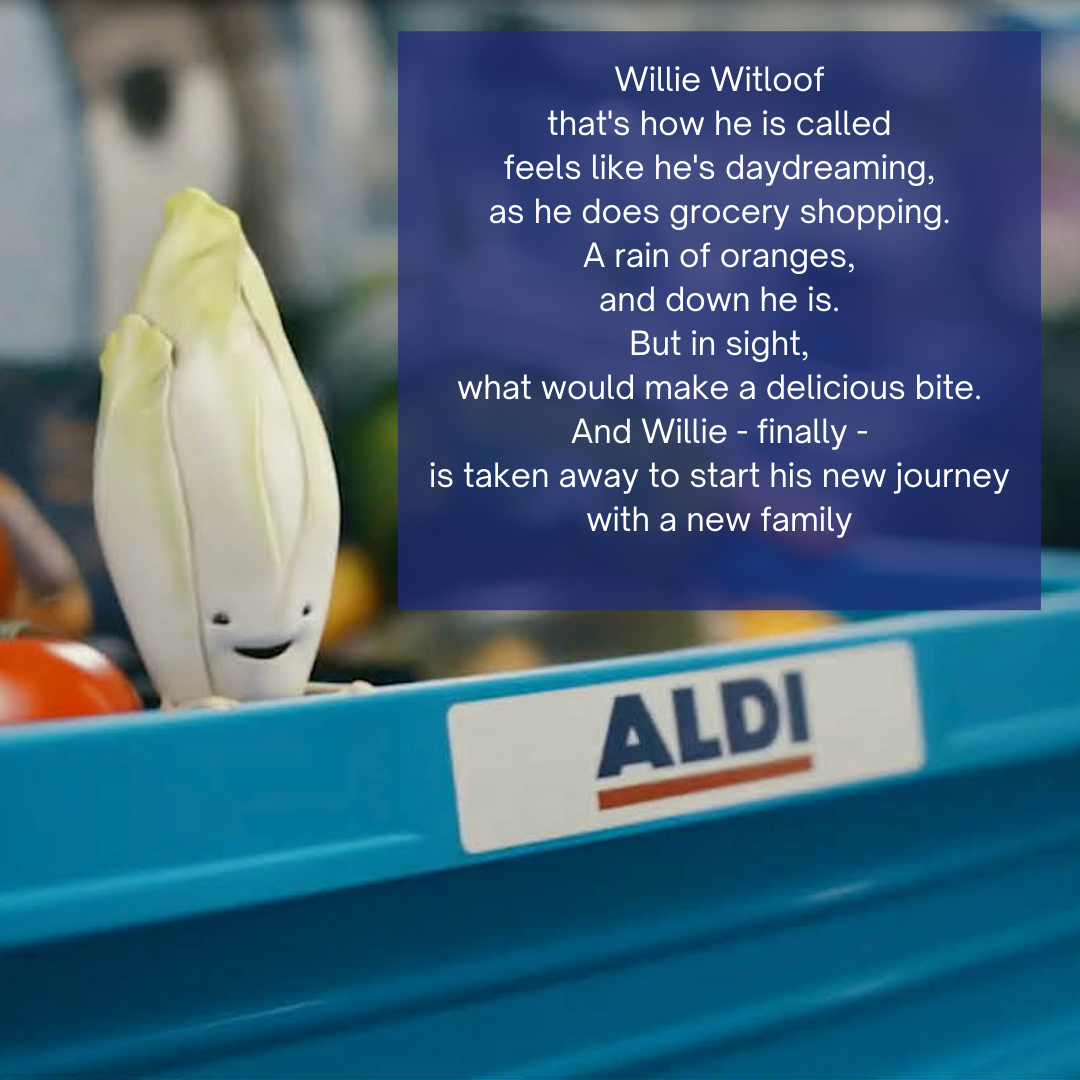 Willie Witloof
that's how he is called
feels like he's daydreaming,
as he does grocery shopping.
A rain of oranges,
and down he is.
But in sight,
what would make a delicious bite.
And Willie - finally -
is taken away to start his new journey
with a new family
ALDI